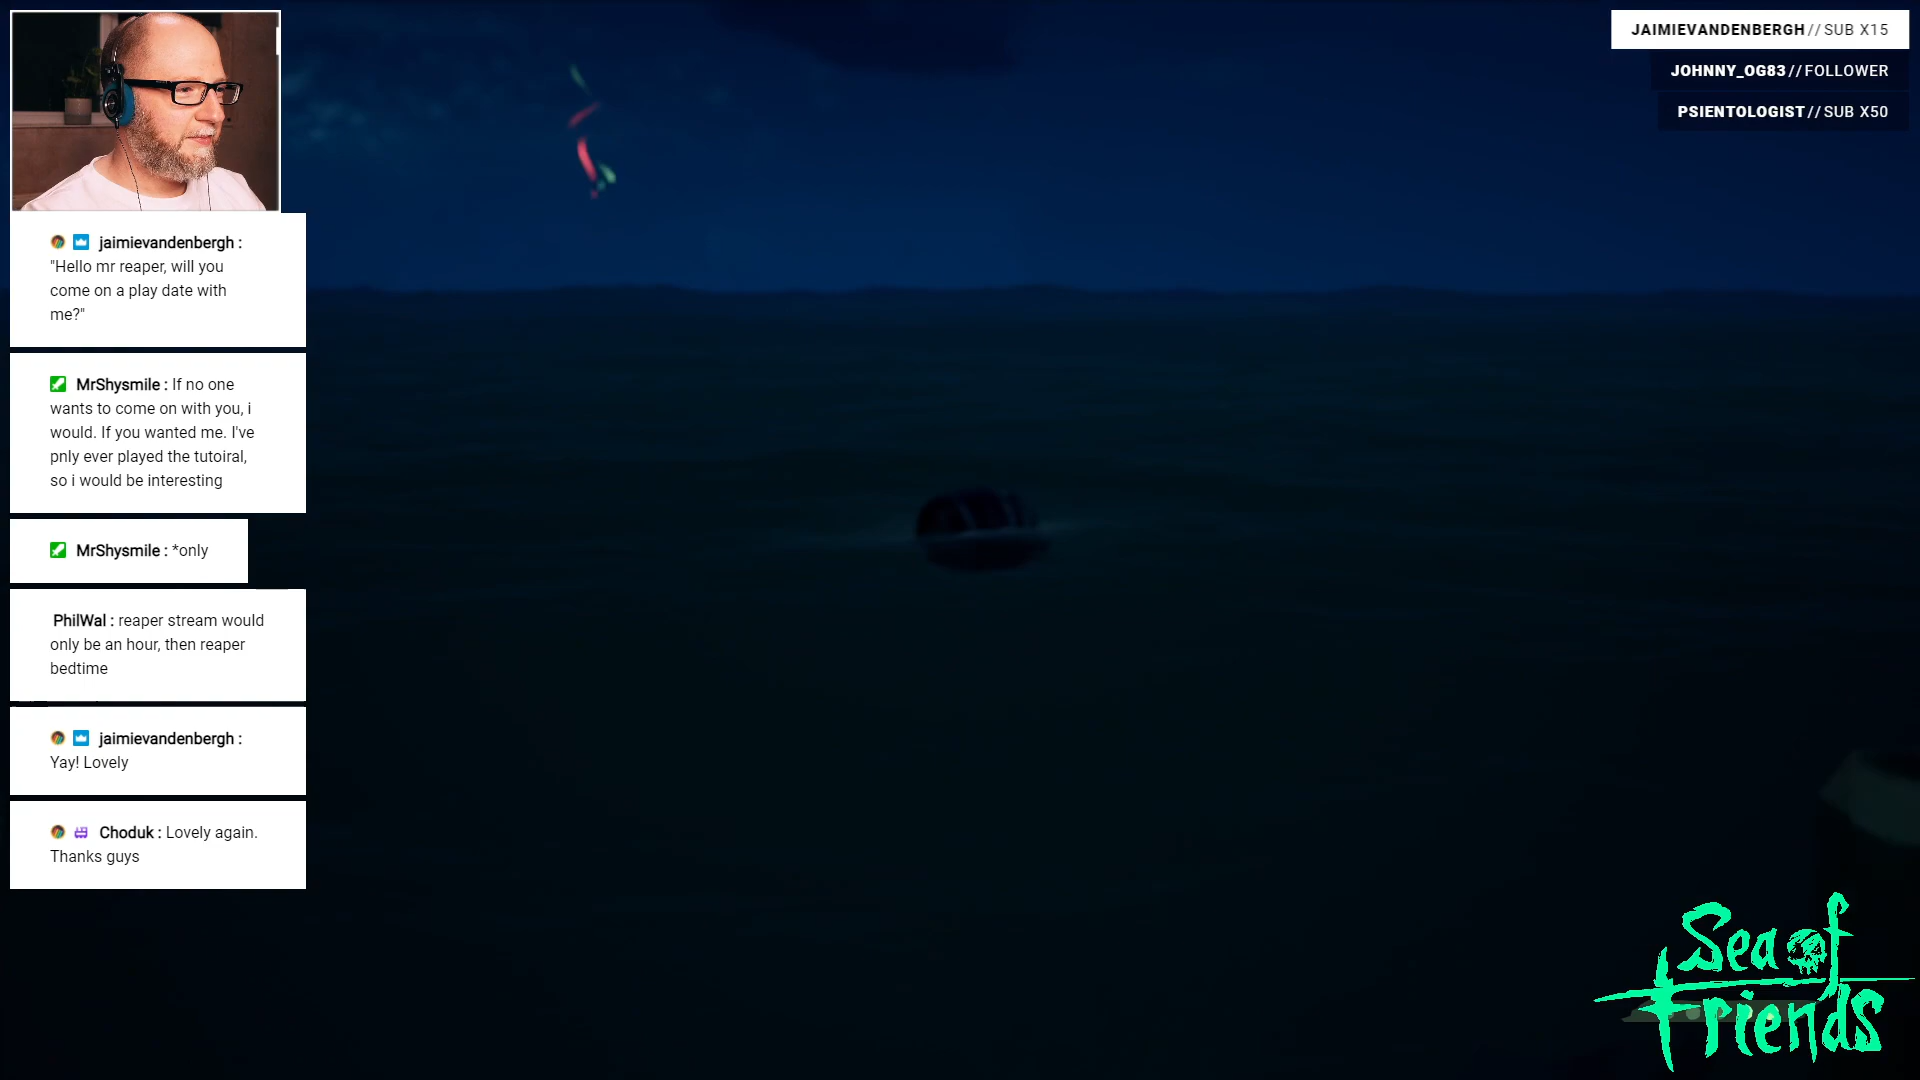 JAIMIEVANDENBERGH // SUB X15
JOHNNY_OG83 // FOLLOWER
PSIENTOLOGIST // SUB X50
jaimievandenbergh :
"Hello mr reaper, will you
come on a play date with
me?"
MrShysmile : If no one
wants to come on with you, i
would. If you wanted me. I've
pnly ever played the tutoiral,
so i would be interesting
MrShysmile : *only
PhilWal : reaper stream would
only be an hour, then reaper
bedtime
jaimievandenbergh :
Yay! Lovely
Choduk : Lovely again.
Thanks guys
Sea of
Friends